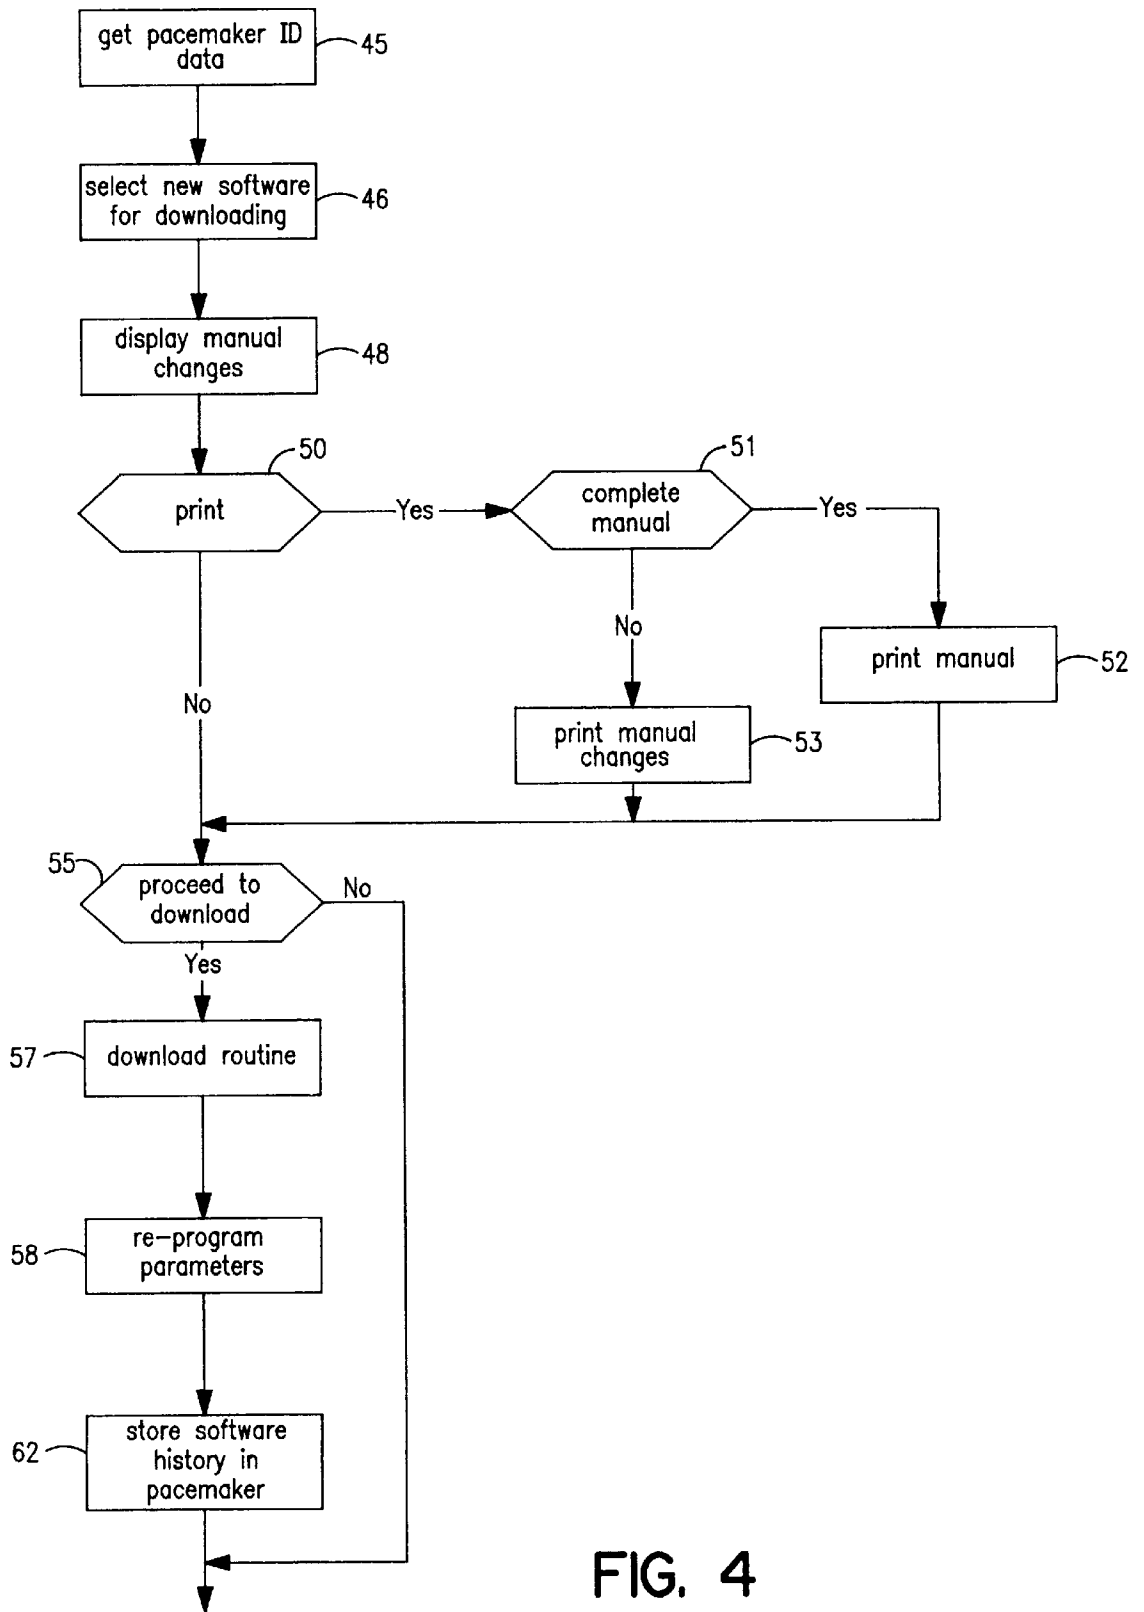 get pacemaker ID
data
45
select new software
for downloading
46
display manual
changes
48
50
print
Yes
51
complete
manual
Yes
No
print manual
52
No
print manual
changes
53
55
proceed to
download
No
Yes
57
download routine
58
re-program
parameters
62
store software
history in
pacemaker
FIG. 4